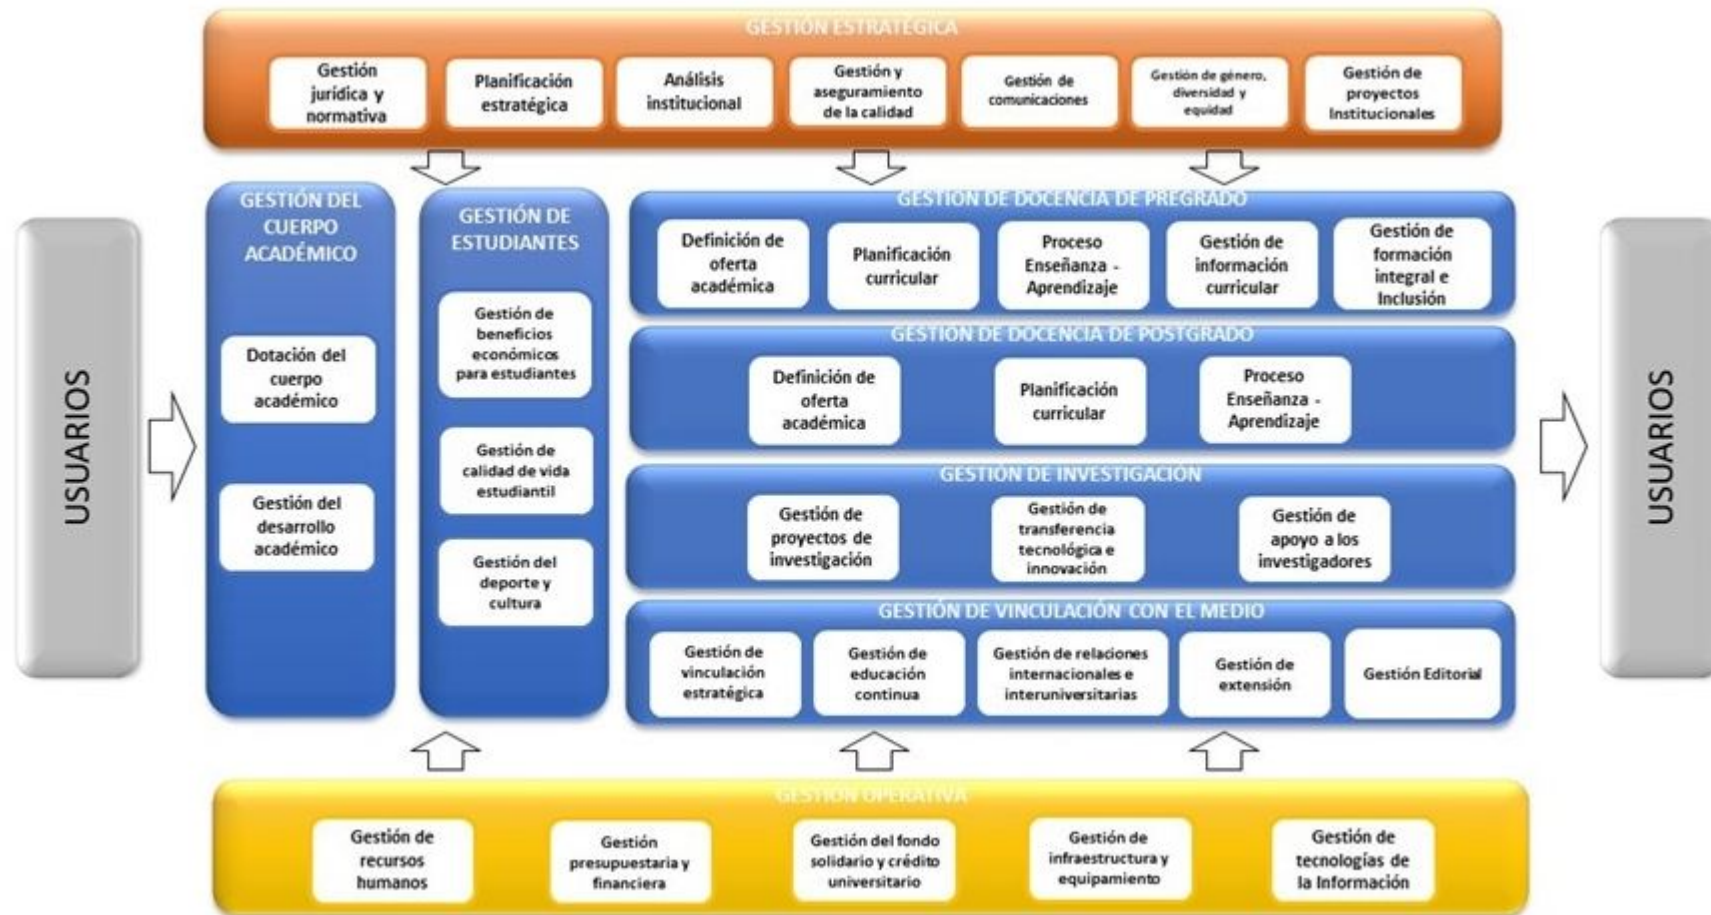 GESTIÓN ESTRATÉGICA
Gestión
jurídica y
normativa
Planificación
estratégica
Análisis
institucional
Gestión y
aseguramiento
de la calidad
Gestión de
comunicaciones
Gestión de género,
diversidad y
equidad
Gestión de
proyectos
Institucionales
USUARIOS
GESTIÓN DEL
CUERPO
ACADÉMICO
Dotación del
cuerpo
académico
Gestión del
desarrollo
académico
GESTIÓN DE
ESTUDIANTES
Gestión de
beneficios
económicos
para estudiantes
Gestión de
calidad de vida
estudiantil
Gestión del
deporte y
cultura
GESTIÓN DE DOCENCIA DE PREGRADO
Definición de
oferta
académica
Planificación
curricular
Proceso
Enseñanza -
Aprendizaje
Gestión de
información
curricular
Gestión de
formación
integral e
Inclusión
GESTIÓN DE DOCENCIA DE POSTGRADO
Definición de
oferta
académica
Planificación
curricular
Proceso
Enseñanza -
Aprendizaje
GESTIÓN DE INVESTIGACIÓN
Gestión de
proyectos de
investigación
Gestión de
transferencia
tecnológica e
innovación
Gestión de
apoyo a los
investigadores
GESTIÓN DE VINCULACIÓN CON EL MEDIO
Gestión de
vinculación
estratégica
Gestión de
educación
continua
Gestión de relaciones
internacionales e
interuniversitarias
Gestión de
extensión
Gestión Editorial
USUARIOS
GESTIÓN OPERATIVA
Gestión de
recursos
humanos
Gestión
presupuestaria y
financiera
Gestión del fondo
solidario y crédito
universitario
Gestión de
infraestructura y
equipamiento
Gestión de
tecnologías de
la Información